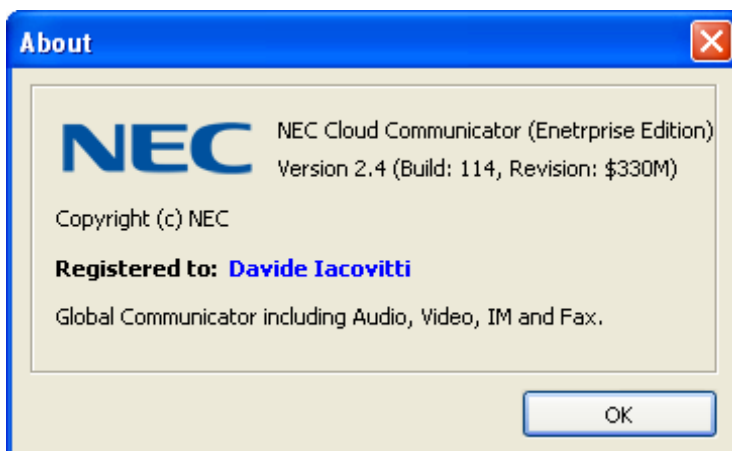 About
NEC
NEC Cloud Communicator (Enetrprise Edition)
Version 2.4 (Build: 114, Revision: $330M)
Copyright (c) NEC
Registered to: Davide Iacovitti
Global Communicator including Audio, Video, IM and Fax.
OK